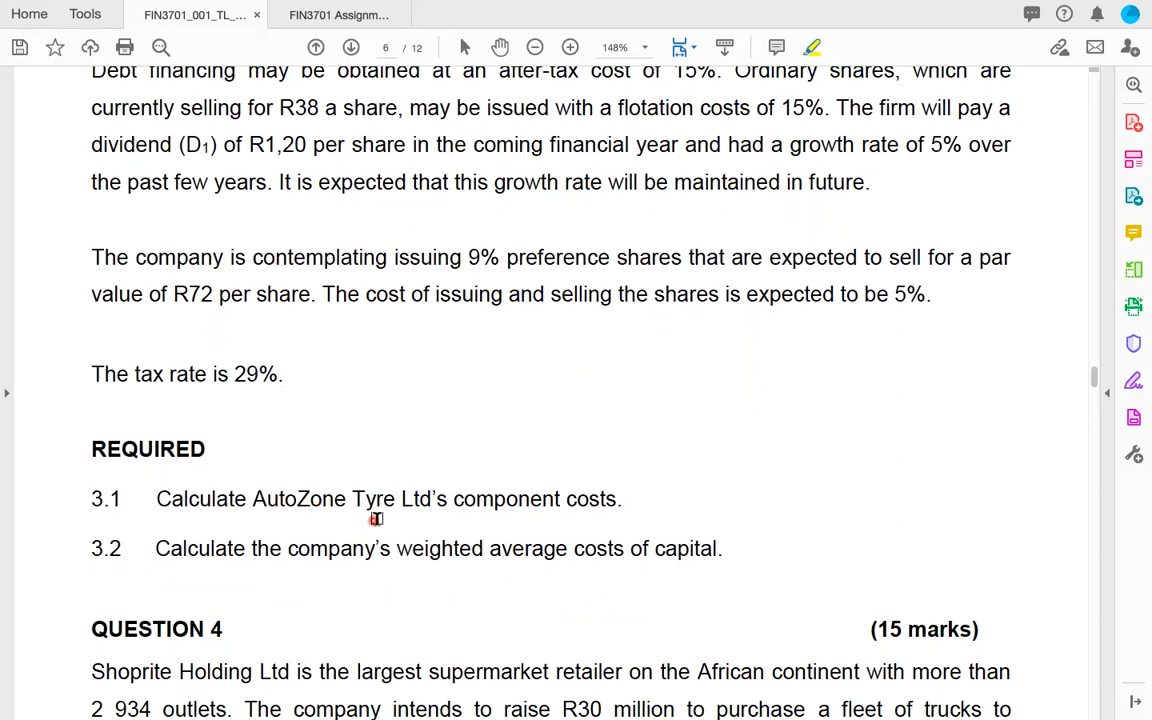 Home Tools FIN3701_001_TL_... × FIN3701 Assignm...
6 / 12 148%
Debt financing may be obtained at an after-tax cost of 15%. Ordinary shares, which are
currently selling for R38 a share, may be issued with a flotation costs of 15%. The firm will pay a
dividend (D₁) of R1,20 per share in the coming financial year and had a growth rate of 5% over
the past few years. It is expected that this growth rate will be maintained in future.
The company is contemplating issuing 9% preference shares that are expected to sell for a par
value of R72 per share. The cost of issuing and selling the shares is expected to be 5%.
The tax rate is 29%.
REQUIRED
3.1 Calculate AutoZone Tyre Ltd’s component costs.
3.2 Calculate the company’s weighted average costs of capital.
QUESTION 4 (15 marks)
Shoprite Holding Ltd is the largest supermarket retailer on the African continent with more than
2 934 outlets. The company intends to raise R30 million to purchase a fleet of trucks to